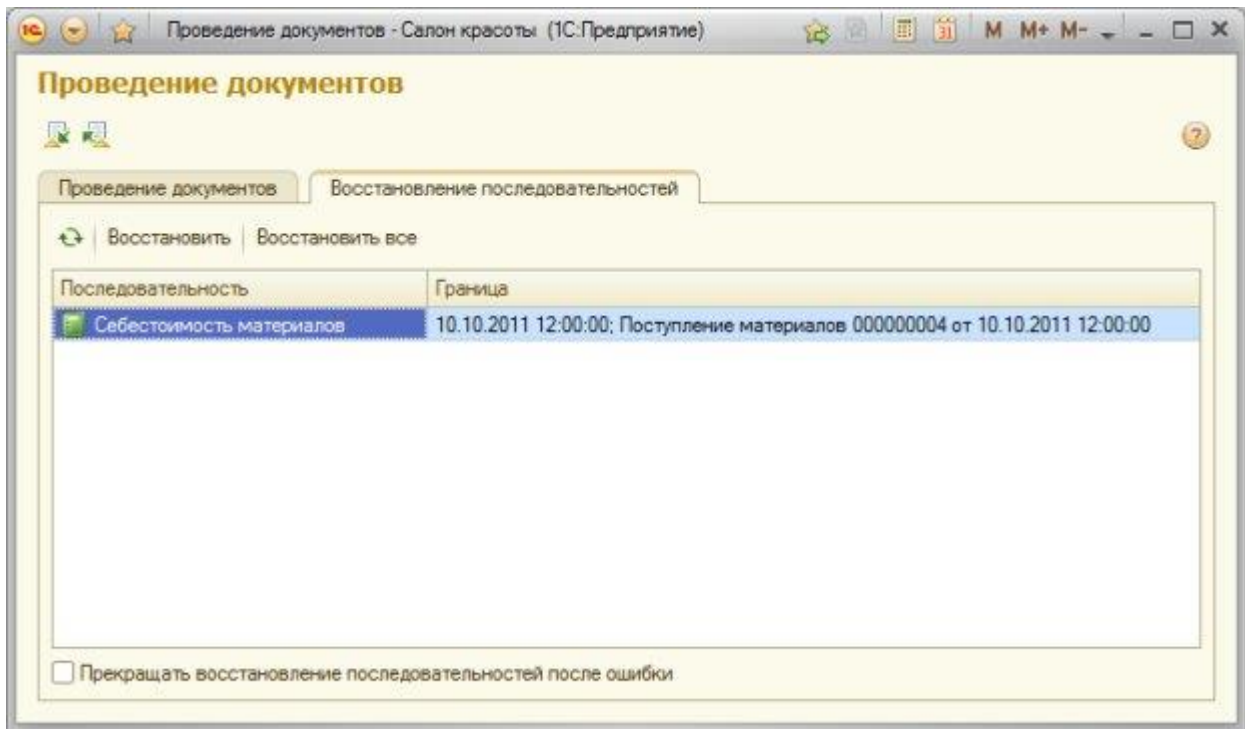 1С Проведение документов - Салон красоты (1С:Предприятие) 31 M M+ M-
Проведение документов
?
Проведение документов Восстановление последовательностей
Восстановить Восстановить все
Последовательность Граница
Себестоимость материалов 10.10.2011 12:00:00; Поступление материалов 000000004 от 10.10.2011 12:00:00
Прекращать восстановление последовательностей после ошибки